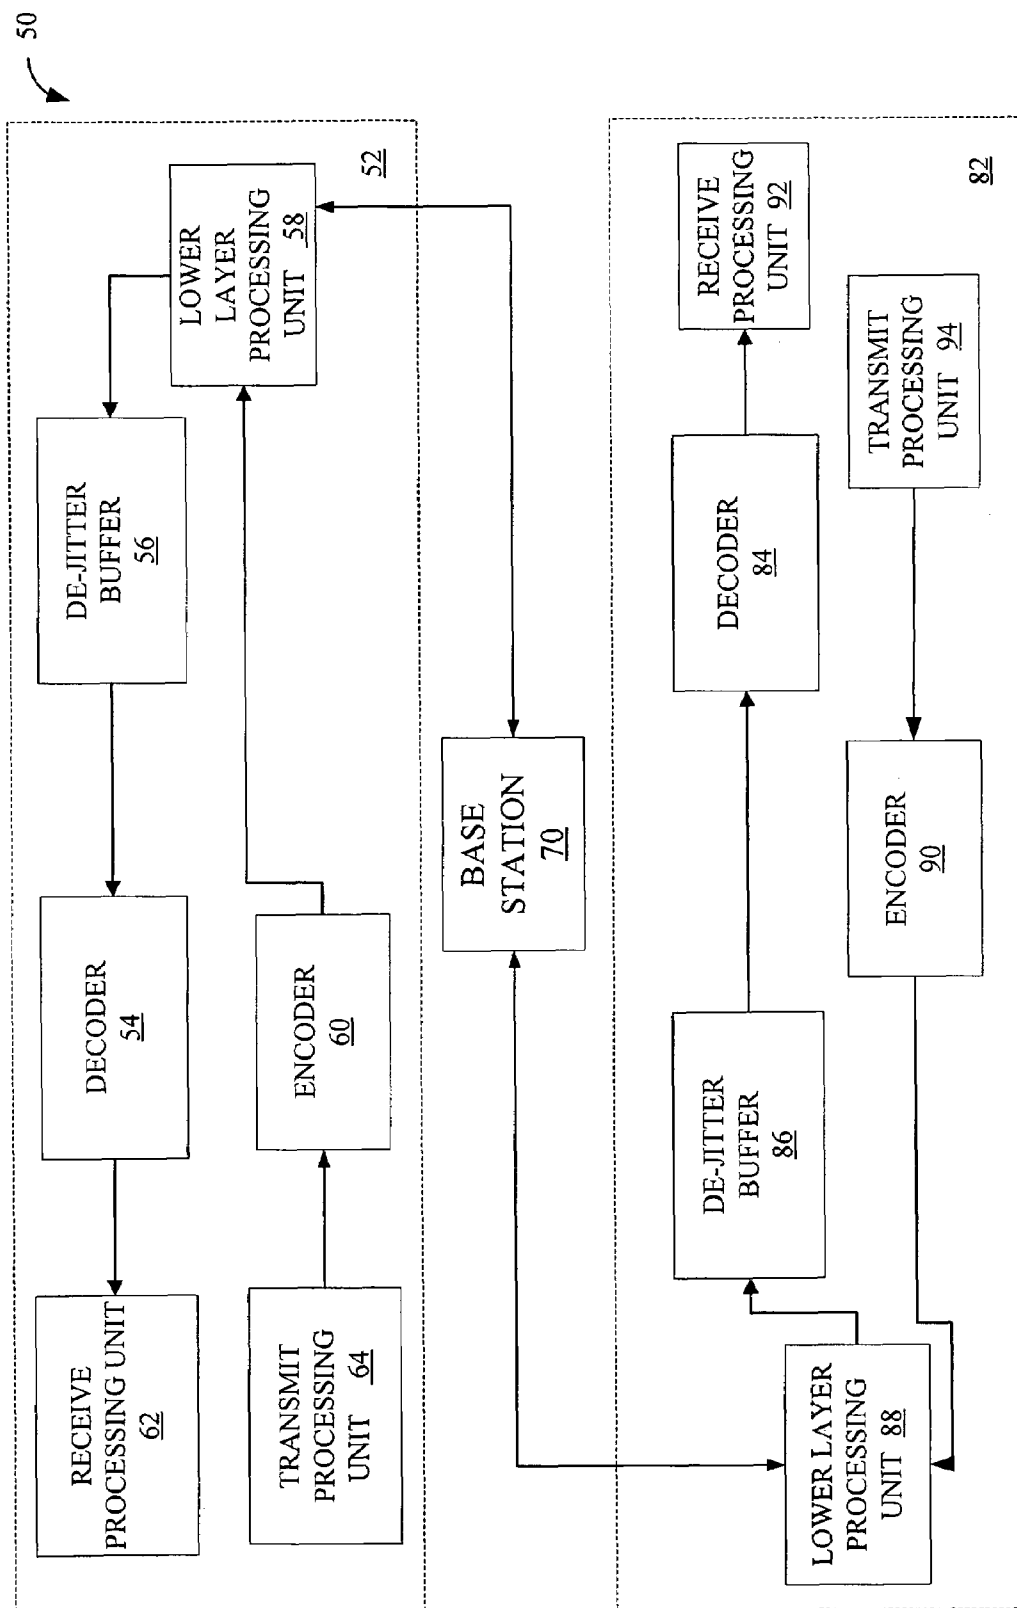 50
RECEIVE
PROCESSING UNIT
62
DECODER
54
DE-JITTER
BUFFER
56
LOWER
LAYER
PROCESSING
UNIT 58
TRANSMIT
PROCESSING
UNIT 64
ENCODER
60
52
BASE
STATION
70
DE-JITTER
BUFFER
86
DECODER
84
RECEIVE
PROCESSING
UNIT 92
LOWER LAYER
PROCESSING
UNIT 88
ENCODER
90
TRANSMIT
PROCESSING
UNIT 94
82